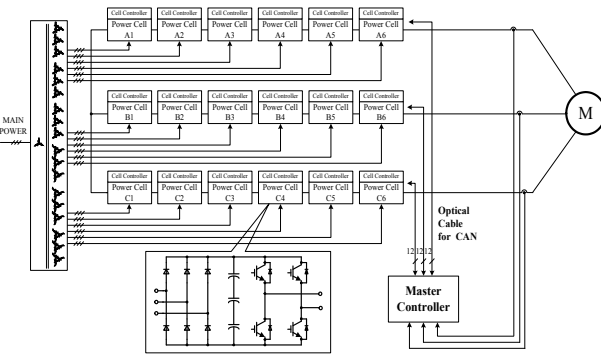 Cell Controller Cell Controller Cell Controller Cell Controller Cell Controller Cell Controller
Power Cell Power Cell Power Cell Power Cell Power Cell Power Cell
A1 A2 A3 A4 A5 A6
Cell Controller Cell Controller Cell Controller Cell Controller Cell Controller Cell Controller
Power Cell Power Cell Power Cell Power Cell Power Cell Power Cell
B1 B2 B3 B4 B5 B6
MAIN
POWER
M
Cell Controller Cell Controller Cell Controller Cell Controller Cell Controller Cell Controller
Power Cell Power Cell Power Cell Power Cell Power Cell Power Cell
C1 C2 C3 C4 C5 C6
Optical
Cable
for CAN
12 12 12
Master
Controller